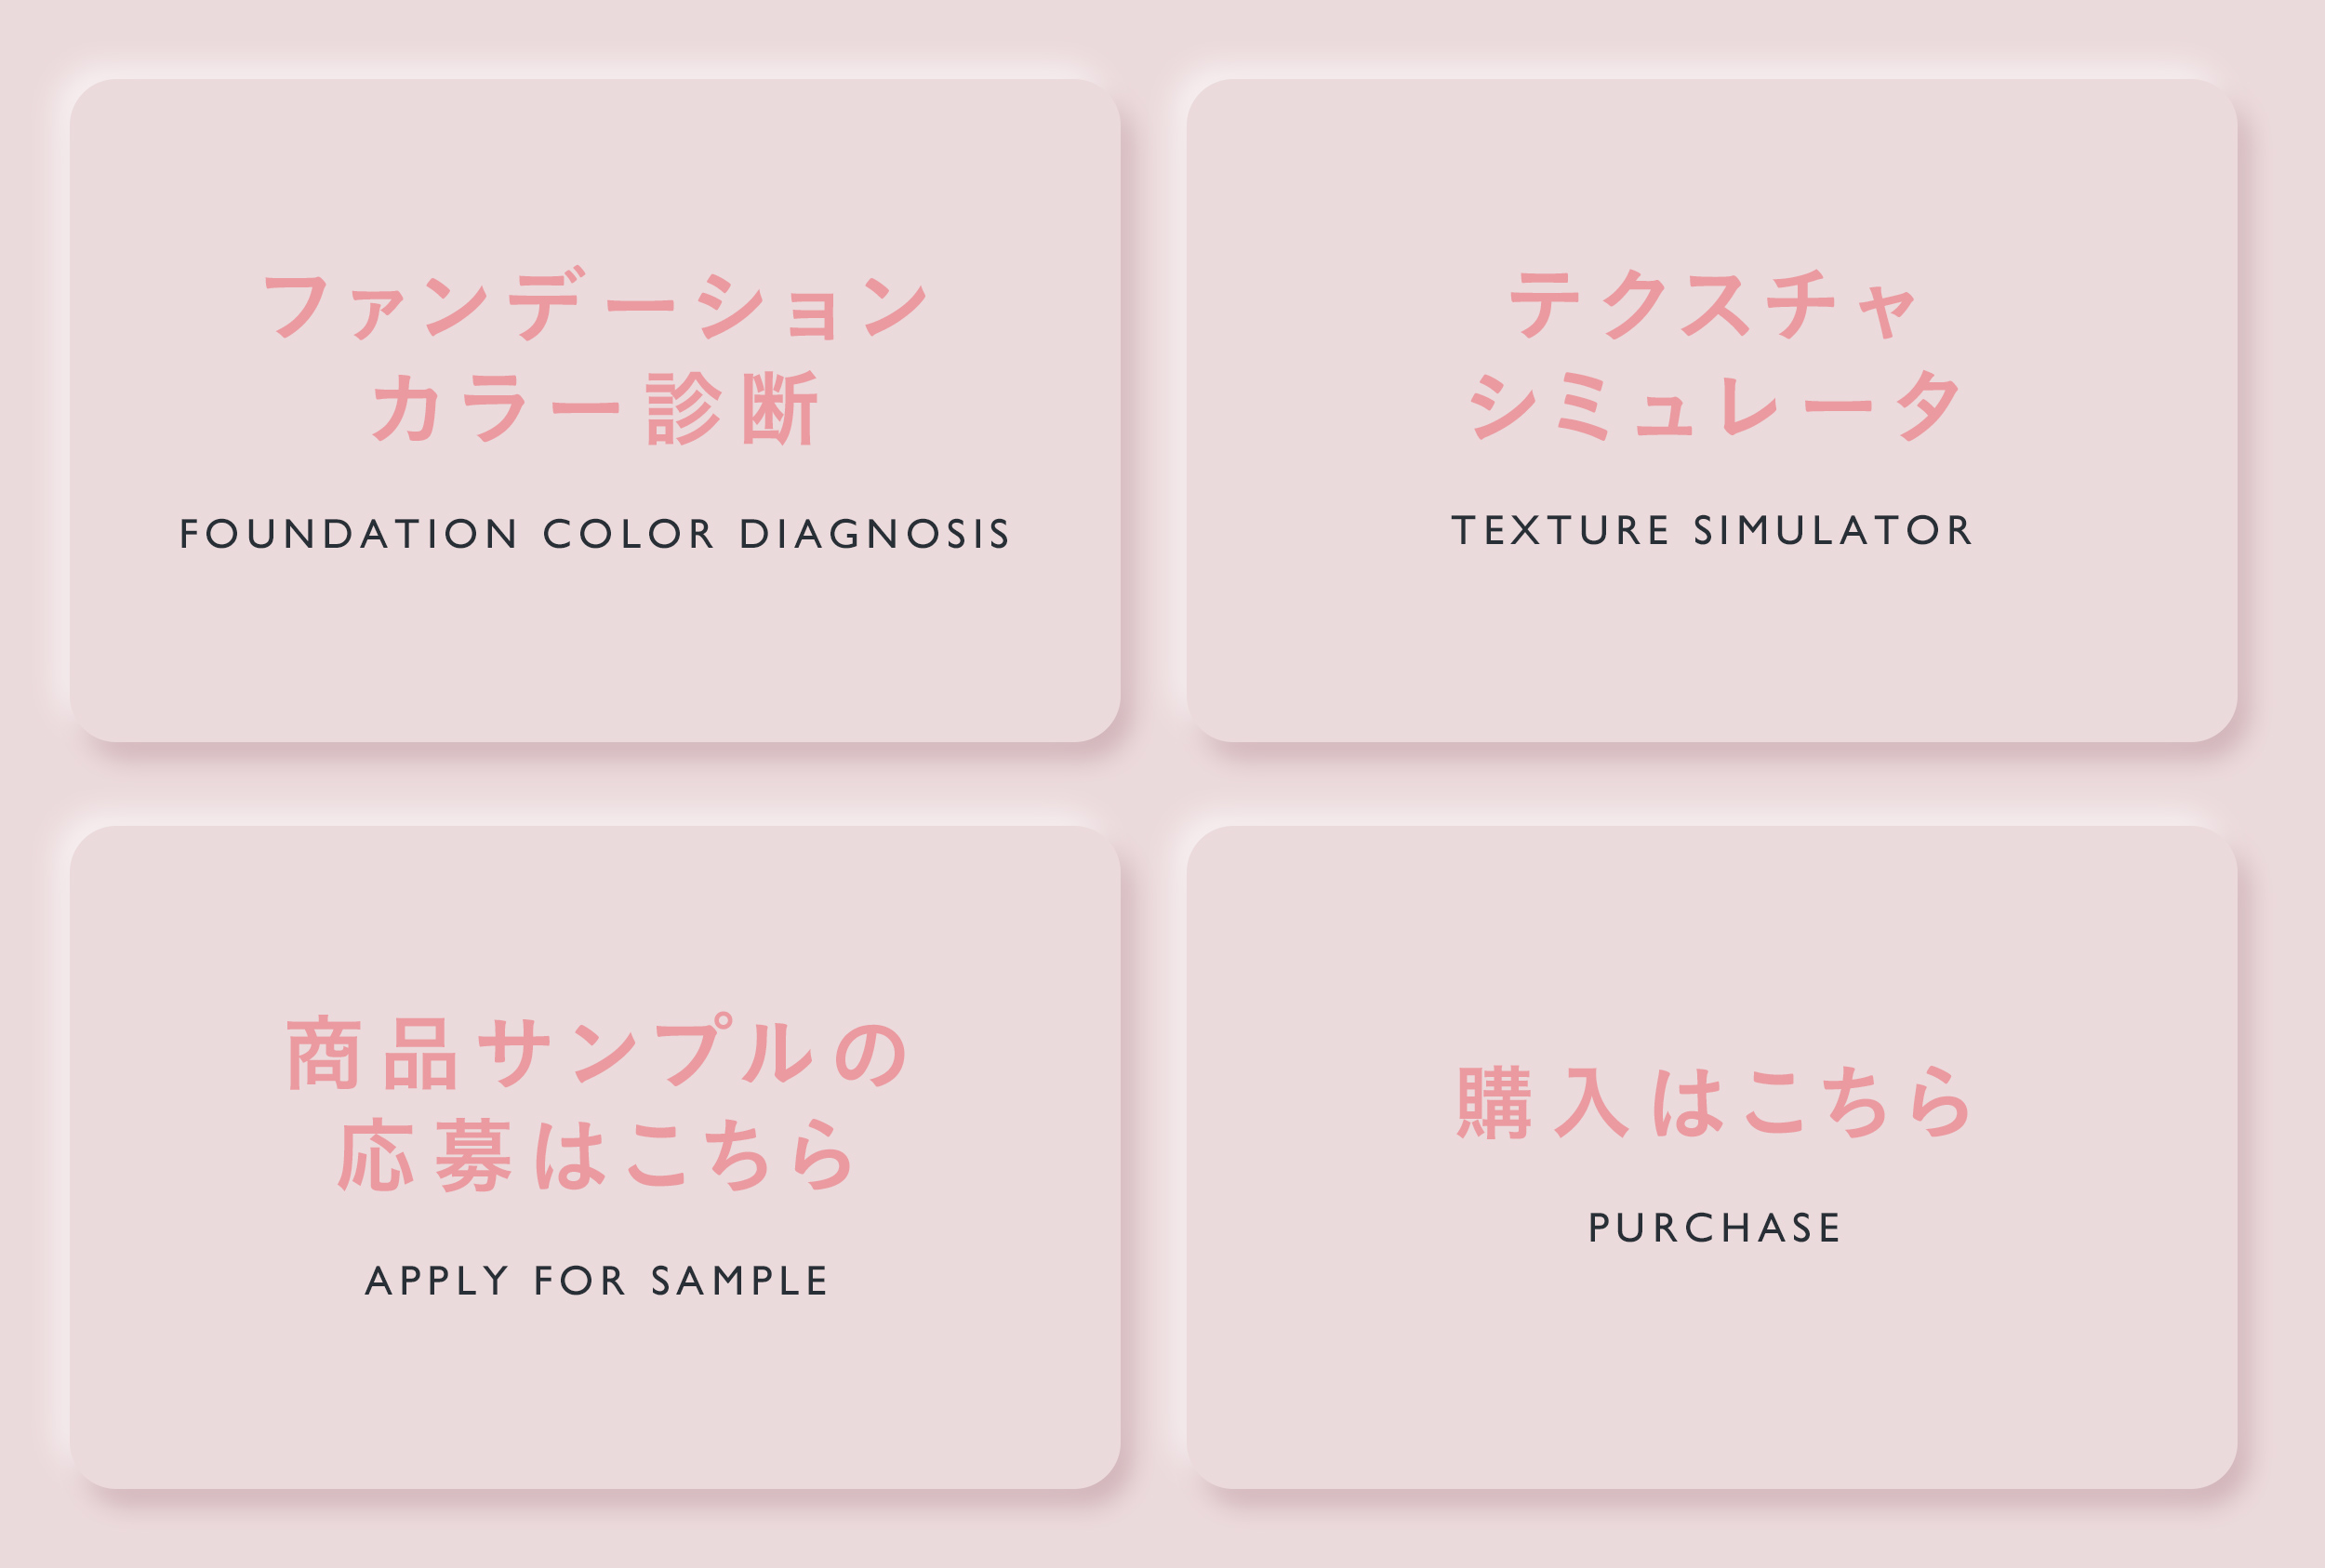 ファンデーション
カラー診断
FOUNDATION COLOR DIAGNOSIS
テクスチャ
シミュレータ
TEXTURE SIMULATOR
商品サンプルの
応募はこちら
APPLY FOR SAMPLE
購入はこちら
PURCHASE